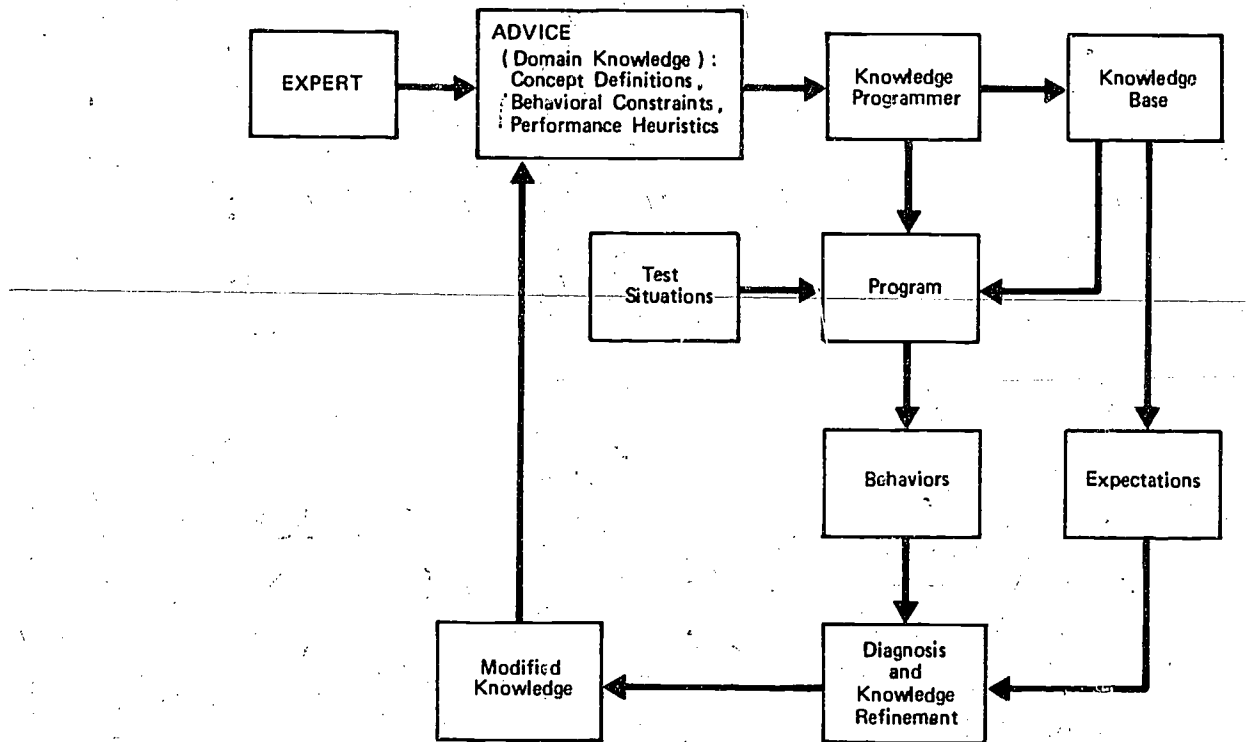 EXPERT
ADVICE
(Domain Knowledge):
Concept Definitions,
Behavioral Constraints,
Performance Heuristics
Knowledge
Programmer
Knowledge
Base
Test
Situations
Program
Behaviors
Expectations
Modified
Knowledge
Diagnosis
and
Knowledge
Refinement